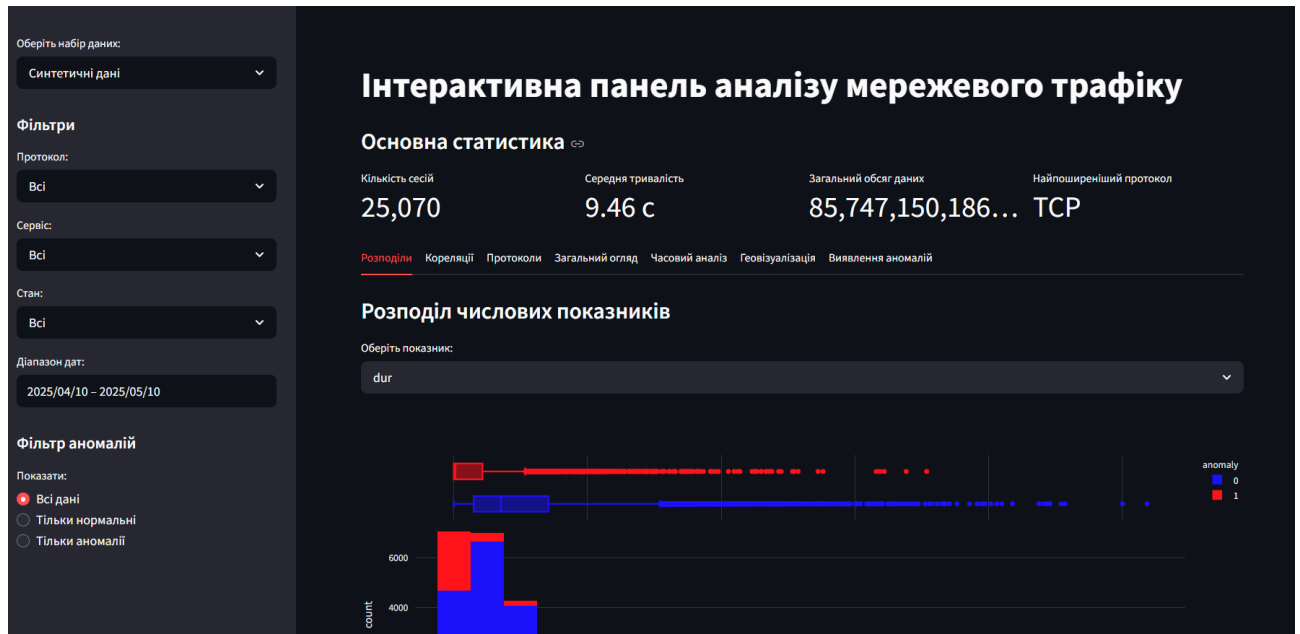 Оберіть набір даних:
Синтетичні дані
Фільтри
Протокол:
Всі
Сервіс:
Всі
Стан:
Всі
Діапазон дат:
2025/04/10 – 2025/05/10
Фільтр аномалій
Показати:
Всі дані
Тільки нормальні
Тільки аномалії
Інтерактивна панель аналізу мережевого трафіку
Основна статистика
Кількість сесій
25,070
Середня тривалість
9.46 с
Загальний обсяг даних
85,747,150,186…
Найпоширеніший протокол
TCP
Розподіли Кореляції Протоколи Загальний огляд Часовий аналіз Геовізуалізація Виявлення аномалій
Розподіл числових показників
Оберіть показник:
dur
anomaly
0
1
6000
4000
count